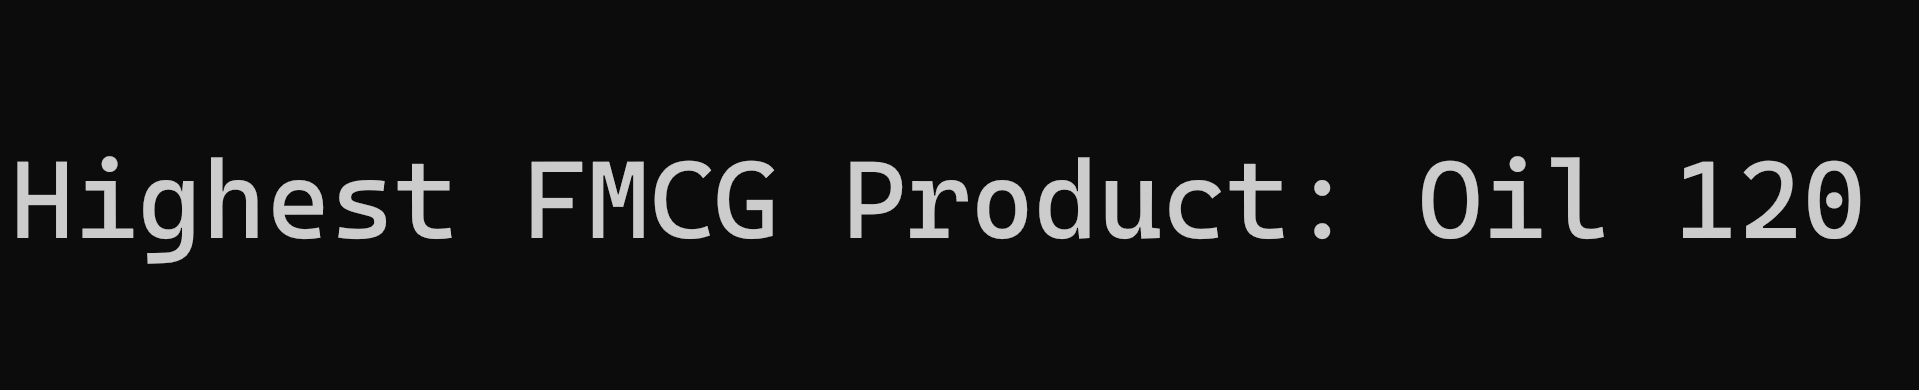 Highest FMCG Product: Oil 120